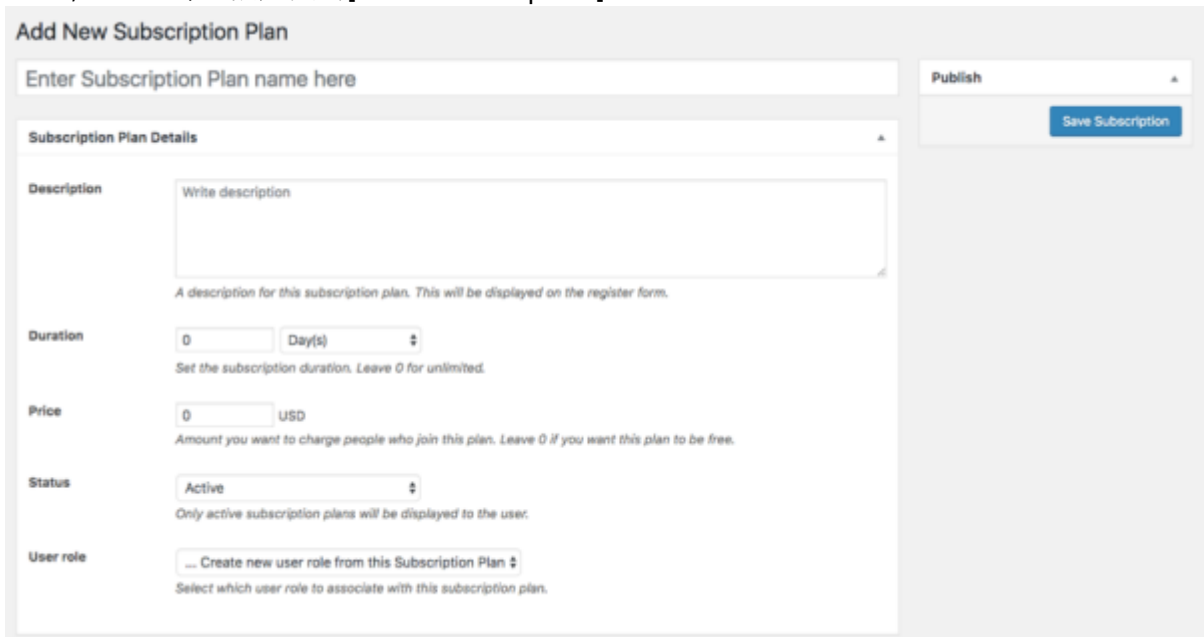 Add New Subscription Plan
Enter Subscription Plan name here
Publish
Save Subscription
Subscription Plan Details
Description
Write description
A description for this subscription plan. This will be displayed on the register form.
Duration
0 Day(s)
Set the subscription duration. Leave 0 for unlimited.
Price
0 USD
Amount you want to charge people who join this plan. Leave 0 if you want this plan to be free.
Status
Active
Only active subscription plans will be displayed to the user.
User role
... Create new user role from this Subscription Plan
Select which user role to associate with this subscription plan.